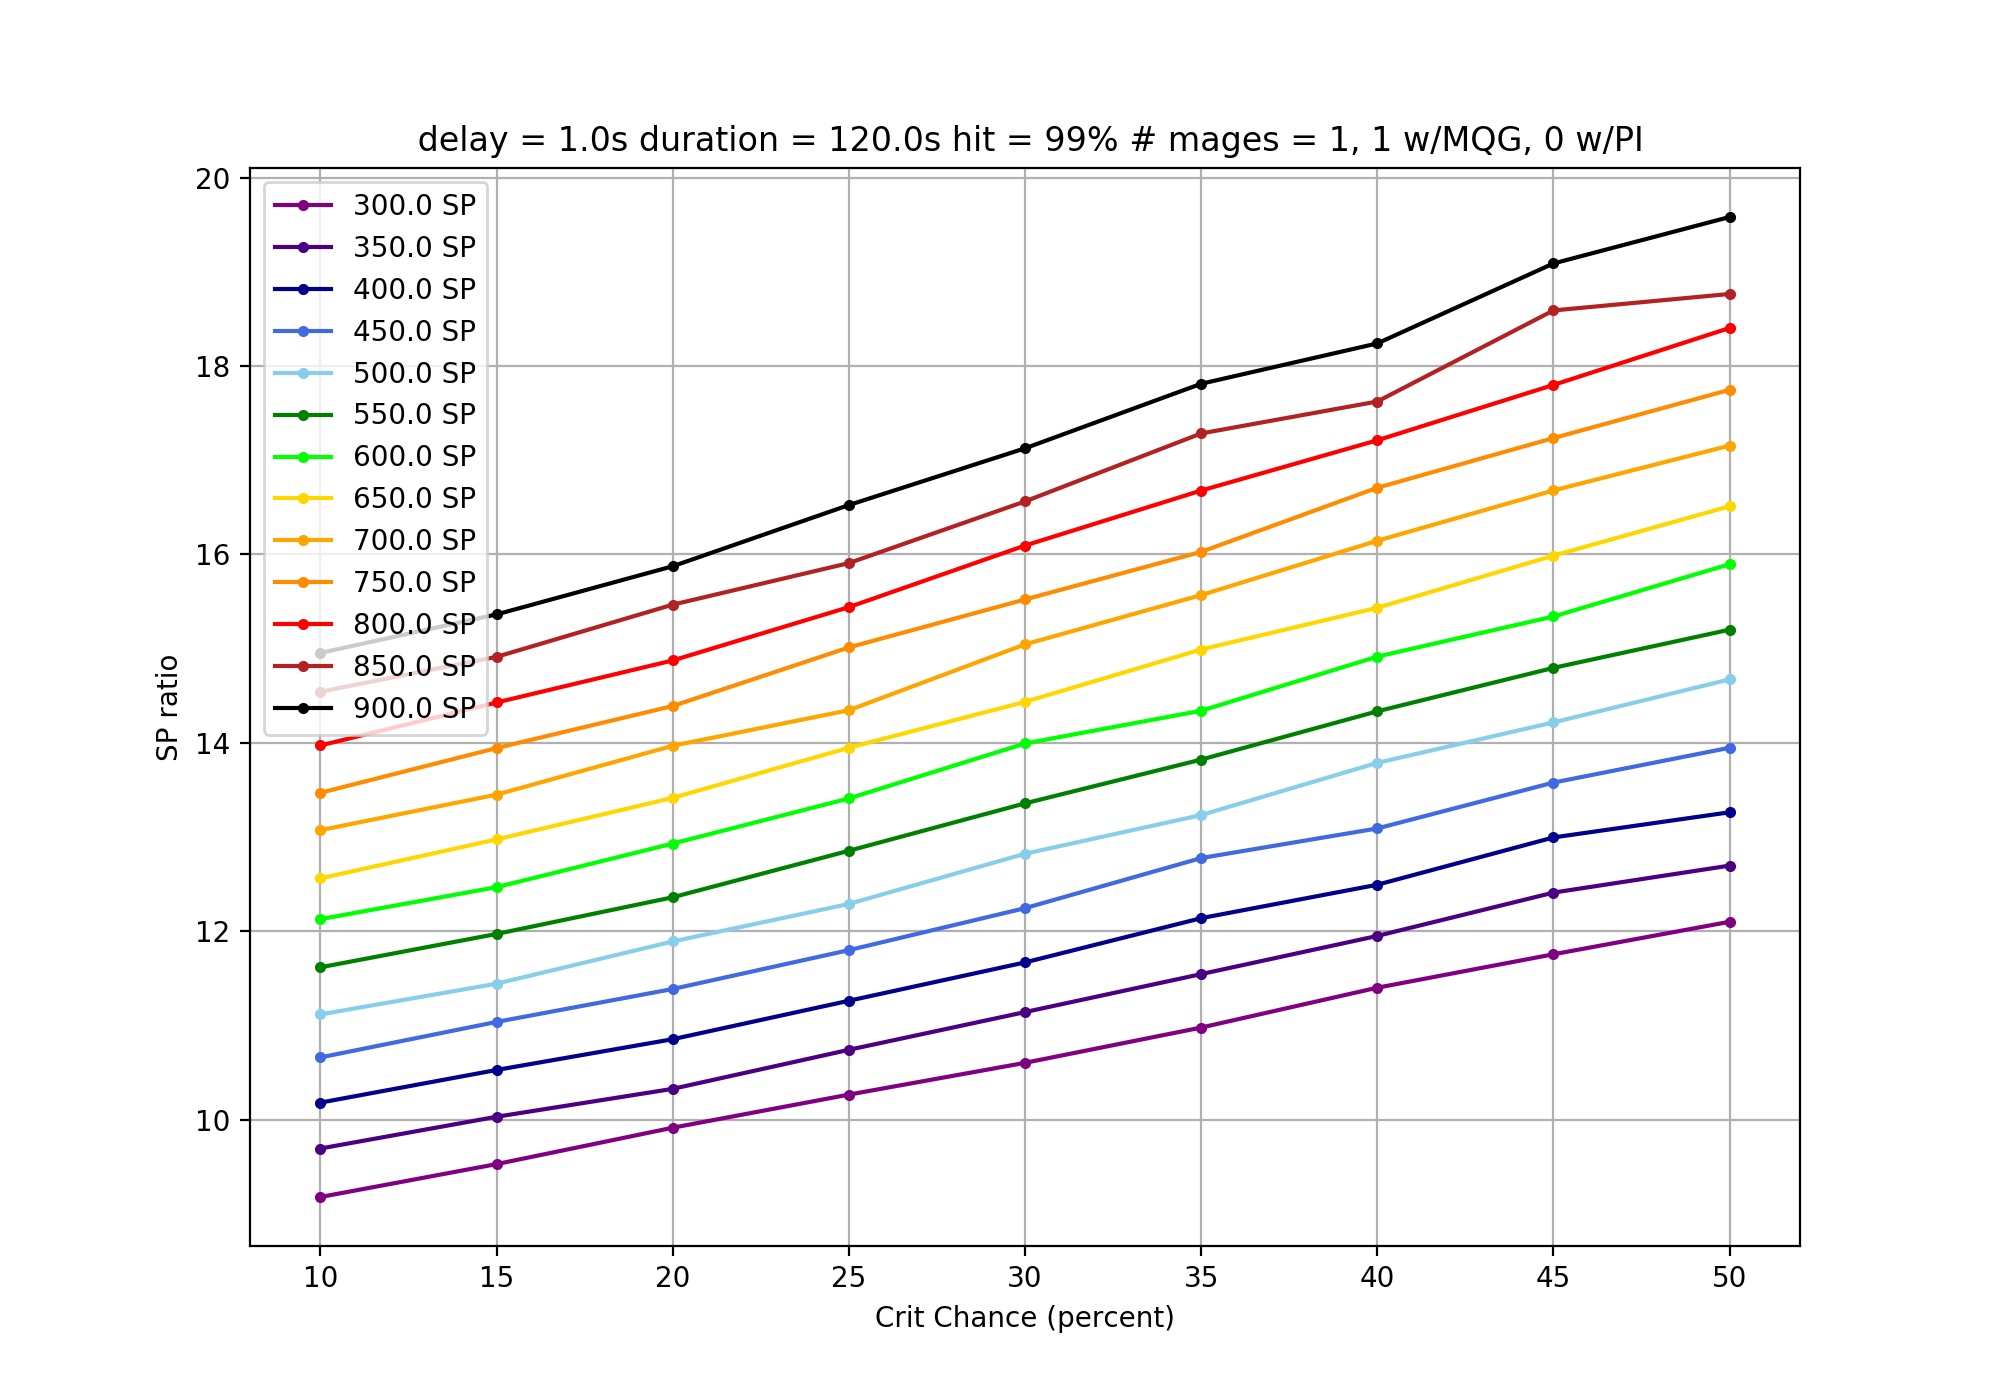 delay = 1.0s duration = 120.0s hit = 99% # mages = 1, 1 w/MQG, 0 w/PI
20
18
16
14
12
10
SP ratio
300.0 SP
350.0 SP
400.0 SP
450.0 SP
500.0 SP
550.0 SP
600.0 SP
650.0 SP
700.0 SP
750.0 SP
800.0 SP
850.0 SP
900.0 SP
10 15 20 25 30 35 40 45 50
Crit Chance (percent)